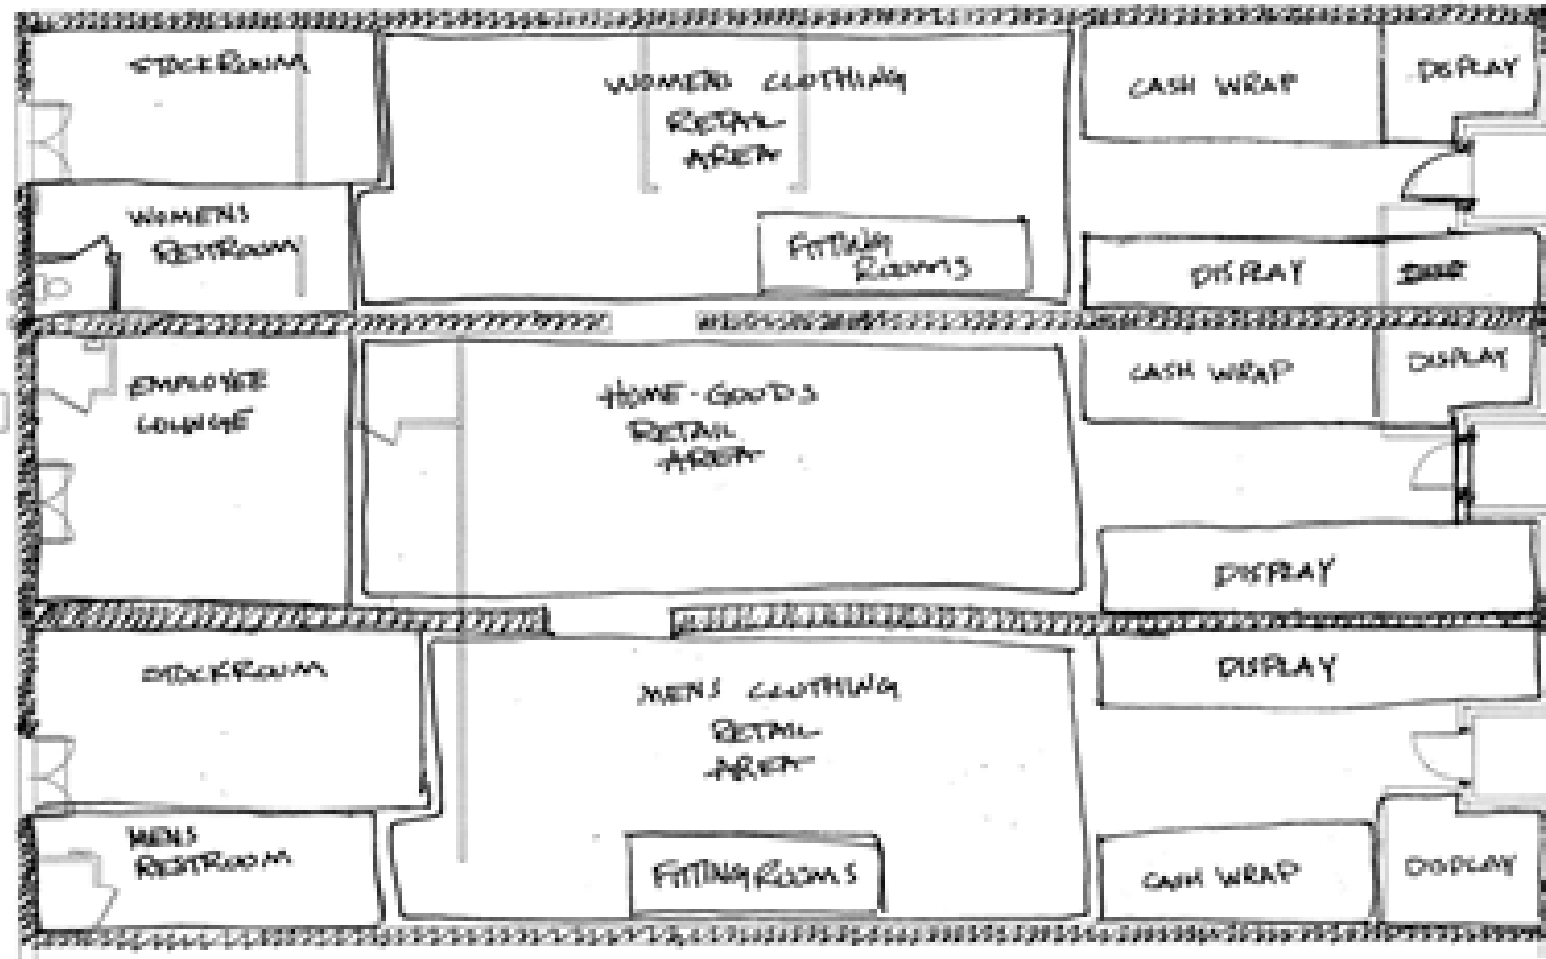 STOCKROOM
WOMENS CLOTHING
RETAIL
AREA
CASH WRAP
DISPLAY
WOMENS
RESTROOM
FITTING
ROOMS
DISPLAY
EMPLOYEE
LOUNGE
HOME-GOODS
RETAIL
AREA
CASH WRAP
DISPLAY
DISPLAY
STOCKROOM
MENS CLOTHING
RETAIL
AREA
DISPLAY
MENS
RESTROOM
FITTING ROOMS
CASH WRAP
DISPLAY